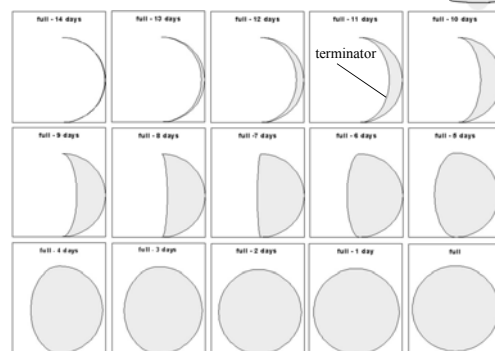 full - 14 days
full - 13 days
full - 12 days
full - 11 days
full - 10 days
terminator
full - 9 days
full - 8 days
full -7 days
full - 6 days
full - 5 days
full - 4 days
full - 3 days
full - 2 days
full - 1 day
full